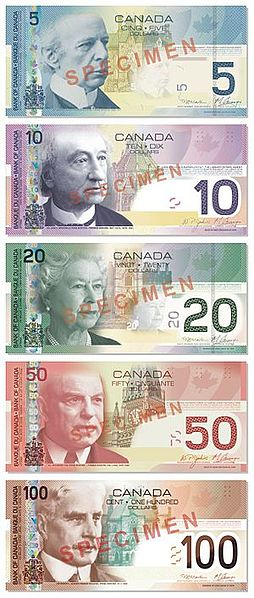 CANADA
CINQ • FIVE
DOLLARS
5
SPECIMEN
5
BANK OF CANADA • BANQUE DU CANADA
10
CANADA
TEN • DIX
DOLLARS
SPECIMEN
10
BANQUE DU CANADA • BANK OF CANADA
20
CANADA
VINGT • TWENTY
DOLLARS
SPECIMEN
20
20
BANK OF CANADA • BANQUE DU CANADA
50
CANADA
FIFTY • CINQUANTE
DOLLARS
SPECIMEN
50
BANQUE DU CANADA • BANK OF CANADA
100
CANADA
CENT • ONE HUNDRED
DOLLARS
SPECIMEN
100
BANK OF CANADA • BANQUE DU CANADA